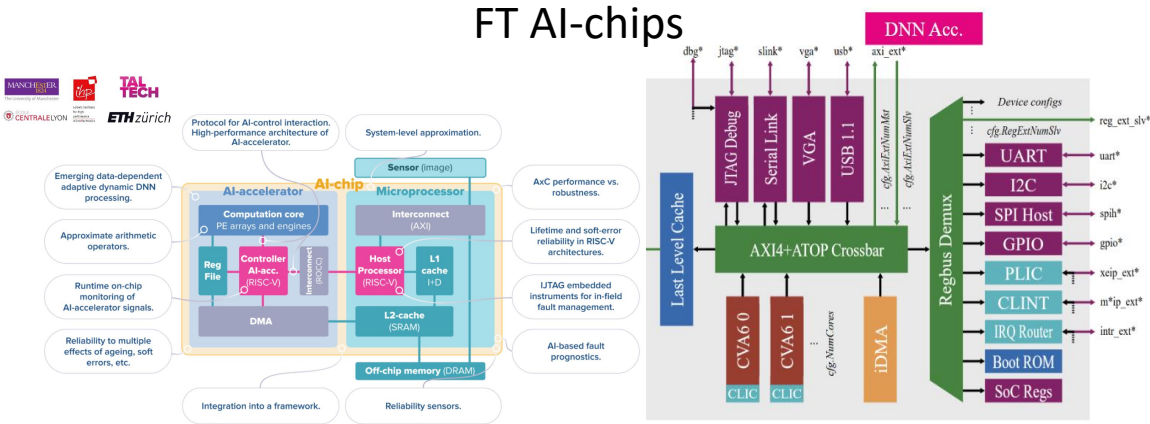 FT AI-chips
MANCHESTER
1824
The University of Manchester
ihp
TAL
TECH
CENTRALELYON
ETH zürich
Protocol for AI-control interaction.
High-performance architecture of
AI-accelerator.
System-level approximation.
Emerging data-dependent
adaptive dynamic DNN
processing.
Approximate arithmetic
operators.
Runtime on-chip
monitoring of
AI-accelerator signals.
Reliability to multiple
effects of ageing, soft
errors, etc.
Integration into a framework.
Sensor (image)
AI-chip
AI-accelerator
Microprocessor
Computation core
PE arrays and engines
Reg
File
Controller
AI-acc.
(RISC-V)
Interconnect
(ROCC)
DMA
Interconnect
(AXI)
Host
Processor
(RISC-V)
L1
cache
I+D
L2-cache
(SRAM)
Off-chip memory (DRAM)
AxC performance vs.
robustness.
Lifetime and soft-error
reliability in RISC-V
architectures.
IJTAG embedded
instruments for in-field
fault management.
AI-based fault
prognostics.
Reliability sensors.
DNN Acc.
dbg*
jtag*
slink*
vga*
usb*
axi_ext*
JTAG Debug
Serial Link
VGA
USB 1.1
cfg.AxiExtNumMst
cfg.AxiExtNumSlv
...
...
Last Level Cache
AXI4+ATOP Crossbar
CVA6 0
CLIC
CVA6 1
CLIC
...
cfg.NumCores
iDMA
Regbus Demux
Device configs
reg_ext_slv*
cfg.RegExtNumSlv
UART
uart*
I2C
i2c*
SPI Host
spih*
GPIO
gpio*
PLIC
xeip_ext*
CLINT
m*ip_ext*
IRQ Router
intr_ext*
Boot ROM
SoC Regs